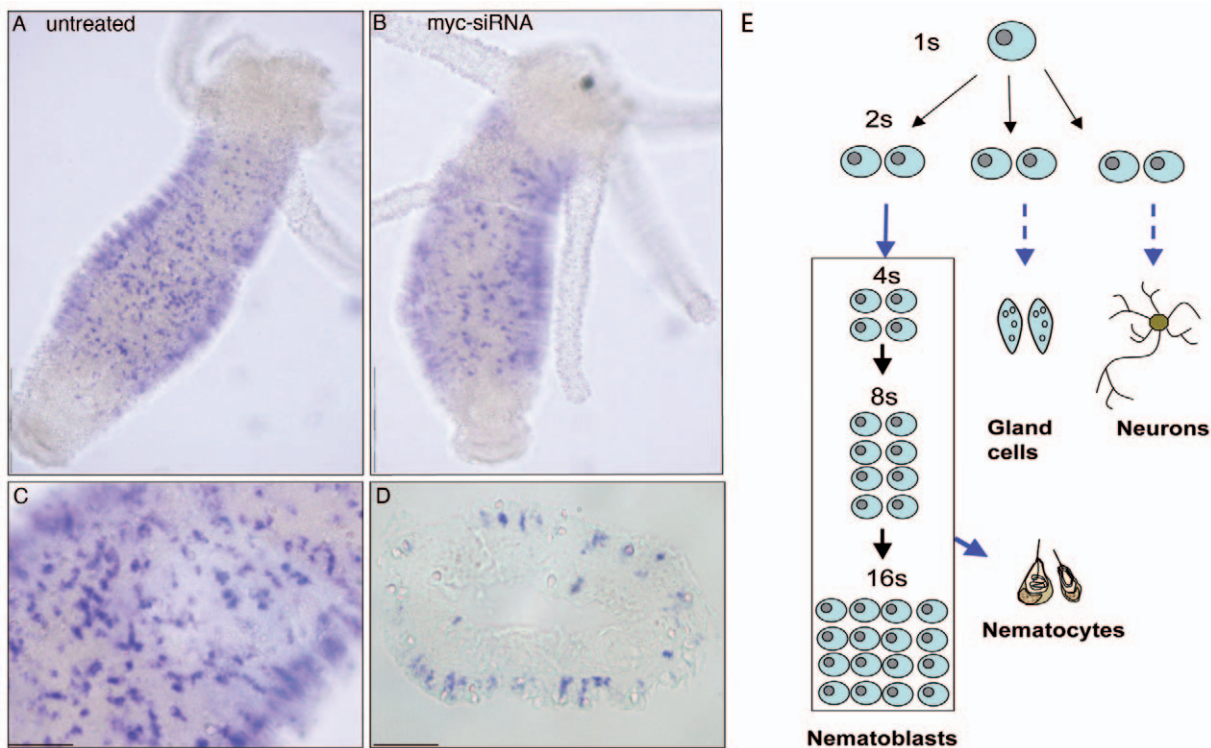 A untreated
B myc-siRNA
C
D
E
1s
2s
4s
8s
16s
Gland
cells
Neurons
Nematocytes
Nematoblasts